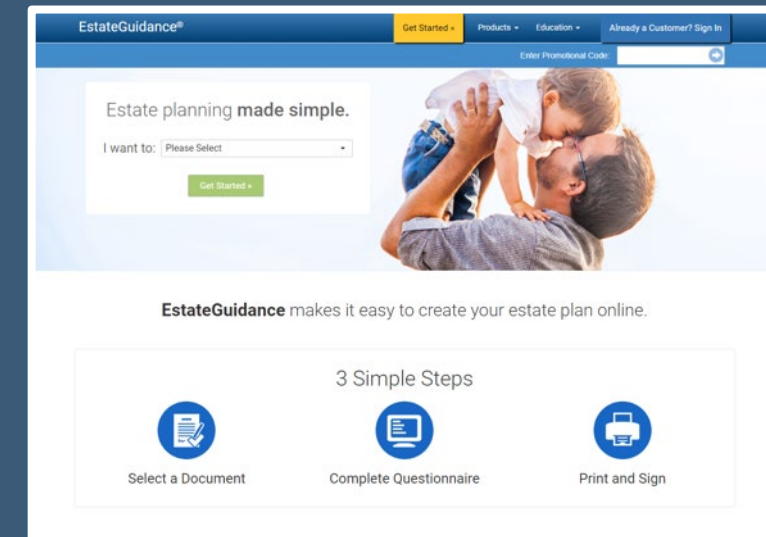 EstateGuidance®
Get Started »
Products
Education
Already a Customer? Sign In
Enter Promotional Code:
Estate planning made simple.
I want to: Please Select
Get Started »
EstateGuidance makes it easy to create your estate plan online.
3 Simple Steps
Select a Document
Complete Questionnaire
Print and Sign